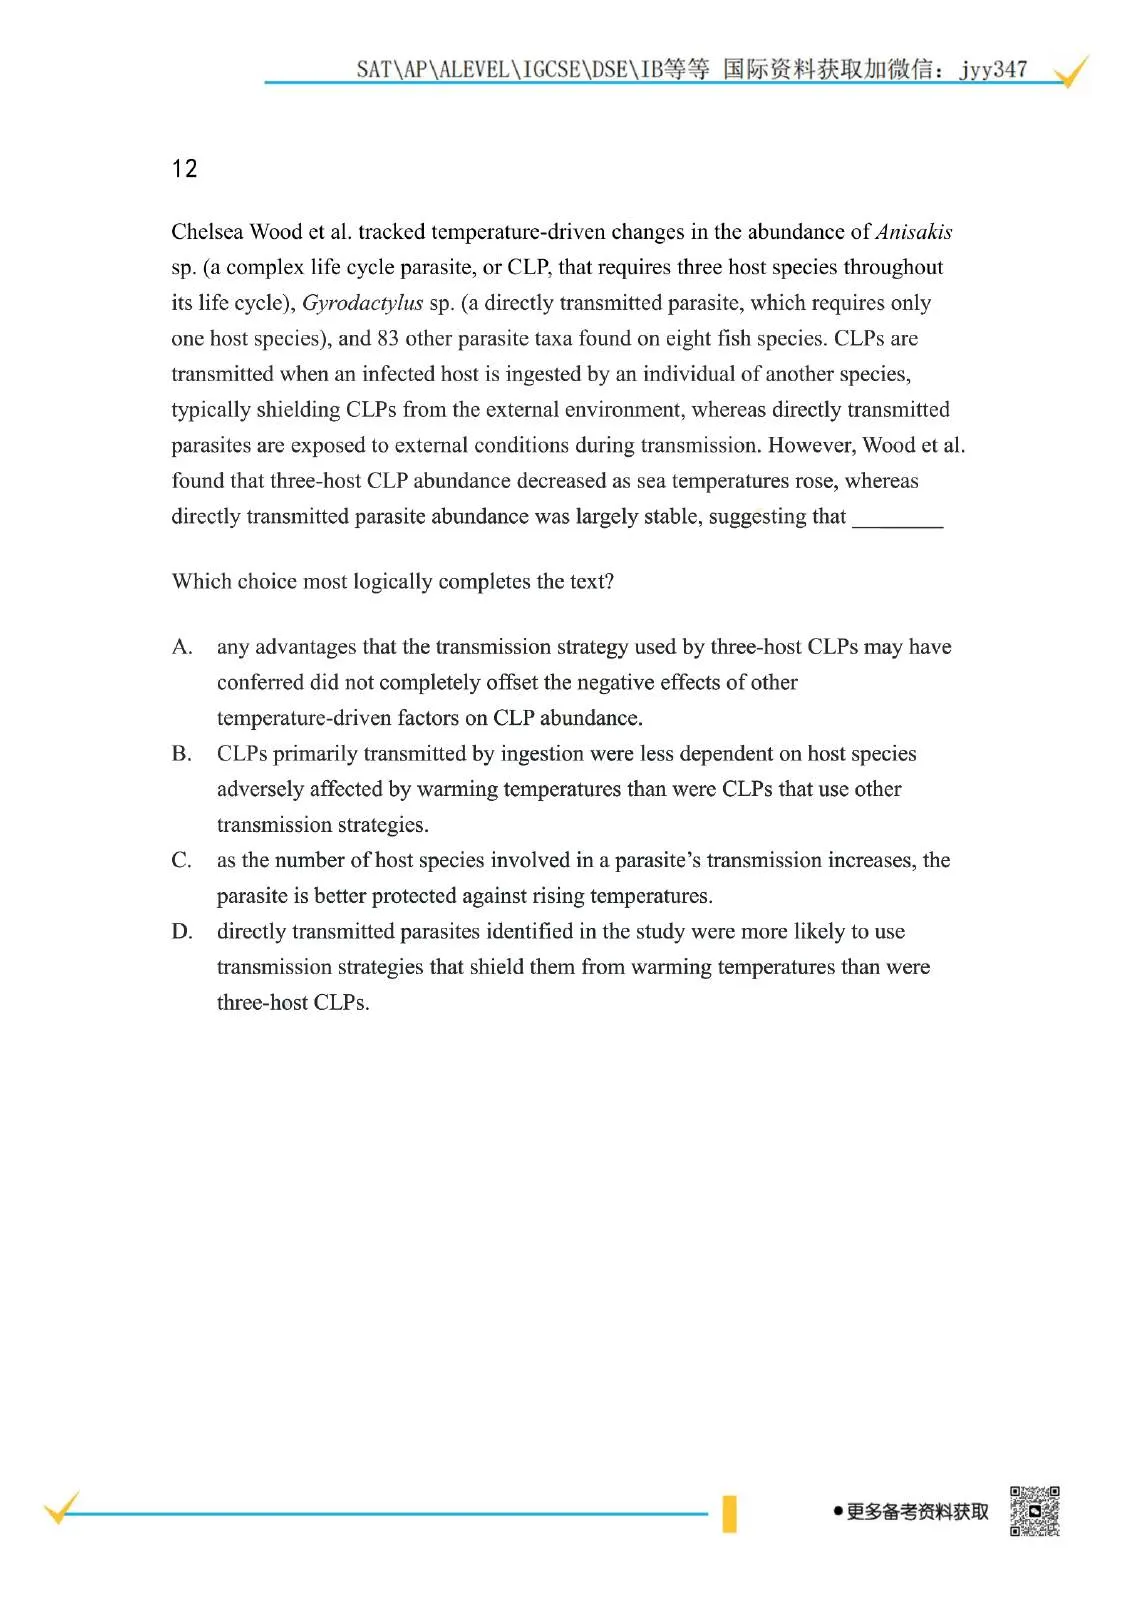 SAT\AP\ALEVEL\IGCSE\DSE\IB等等 国际资料获取加微信：jyy347
12
Chelsea Wood et al. tracked temperature-driven changes in the abundance of Anisakis
sp. (a complex life cycle parasite, or CLP, that requires three host species throughout
its life cycle), Gyrodactylus sp. (a directly transmitted parasite, which requires only
one host species), and 83 other parasite taxa found on eight fish species. CLPs are
transmitted when an infected host is ingested by an individual of another species,
typically shielding CLPs from the external environment, whereas directly transmitted
parasites are exposed to external conditions during transmission. However, Wood et al.
found that three-host CLP abundance decreased as sea temperatures rose, whereas
directly transmitted parasite abundance was largely stable, suggesting that ________
Which choice most logically completes the text?
A. any advantages that the transmission strategy used by three-host CLPs may have
conferred did not completely offset the negative effects of other
temperature-driven factors on CLP abundance.
B. CLPs primarily transmitted by ingestion were less dependent on host species
adversely affected by warming temperatures than were CLPs that use other
transmission strategies.
C. as the number of host species involved in a parasite's transmission increases, the
parasite is better protected against rising temperatures.
D. directly transmitted parasites identified in the study were more likely to use
transmission strategies that shield them from warming temperatures than were
three-host CLPs.
●更多备考资料获取